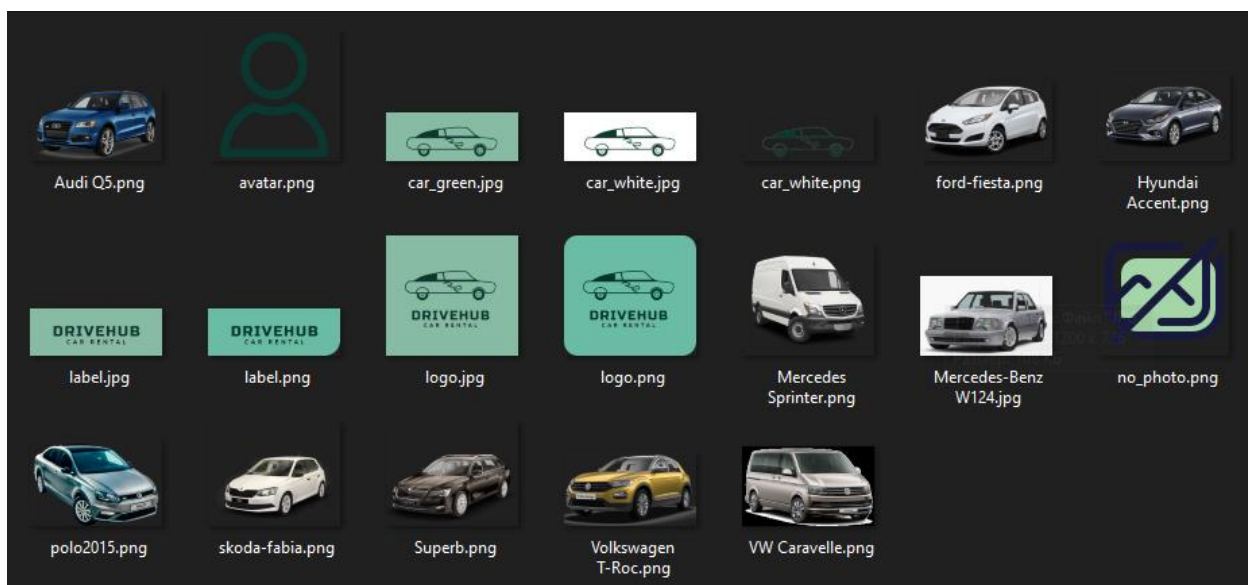 Audi Q5.png
avatar.png
car_green.jpg
car_white.jpg
car_white.png
ford-fiesta.png
Hyundai
Accent.png
DRIVEHUB
CAR RENTAL
label.jpg
DRIVEHUB
CAR RENTAL
label.png
DRIVEHUB
CAR RENTAL
logo.jpg
DRIVEHUB
CAR RENTAL
logo.png
Mercedes
Sprinter.png
Mercedes-Benz
W124.jpg
no_photo.png
polo2015.png
skoda-fabia.png
Superb.png
Volkswagen
T-Roc.png
VW Caravelle.png